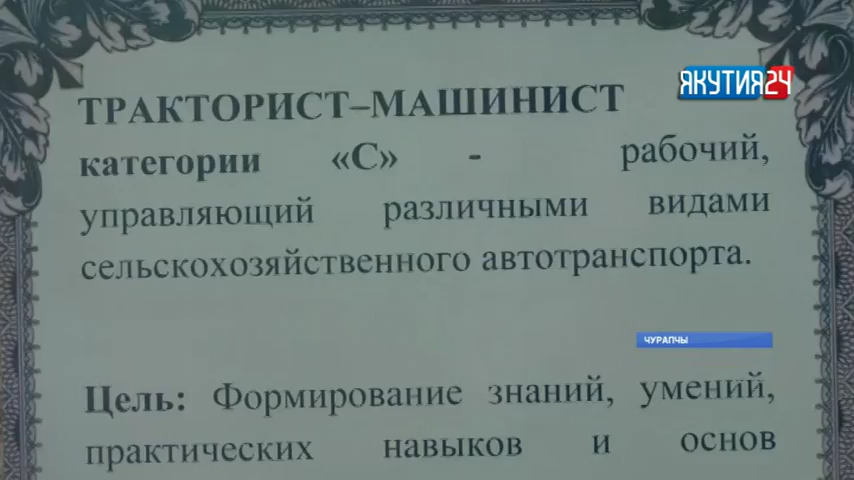 ЯКУТИЯ24
ТРАКТОРИСТ–МАШИНИСТ
категории «С» - рабочий,
управляющий различными видами
сельскохозяйственного автотранспорта.
ЧУРАПЧЫ
Цель: Формирование знаний, умений,
практических навыков и основ